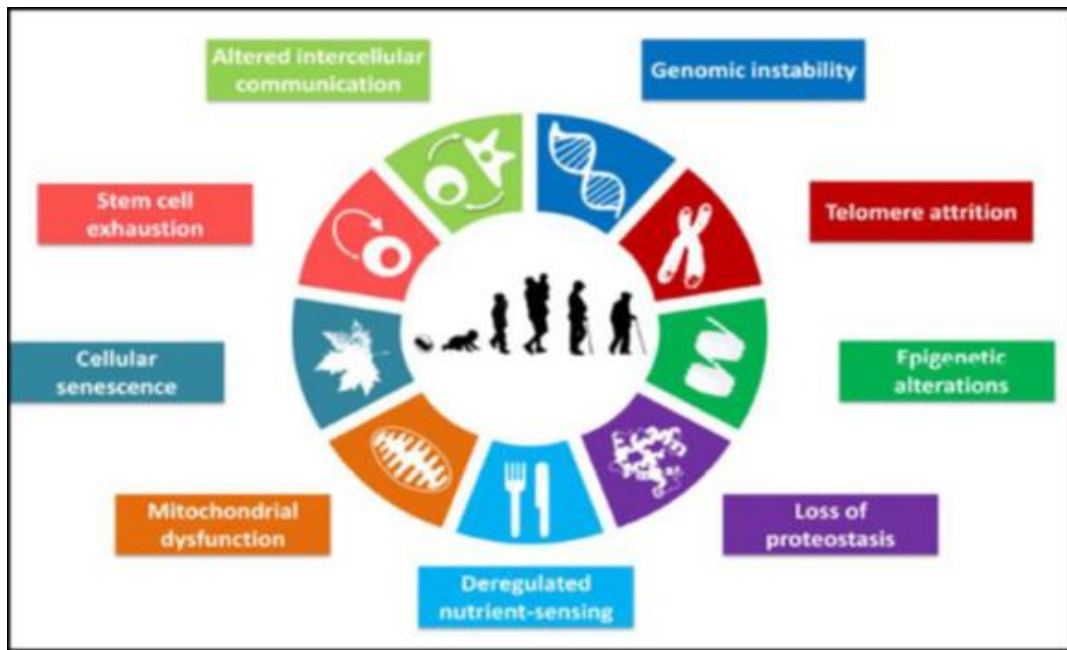 Altered intercellular
communication
Genomic instability
Stem cell
exhaustion
Telomere attrition
Cellular
senescence
Epigenetic
alterations
Mitochondrial
dysfunction
Loss of
proteostasis
Deregulated
nutrient-sensing